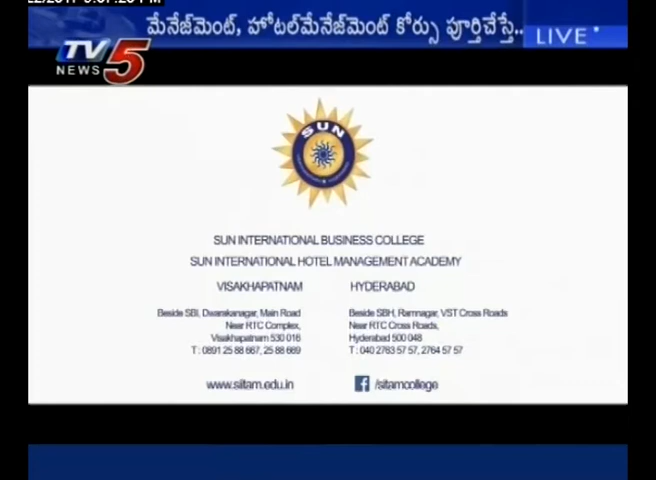 మేనేజ్‌మెంట్, హోటల్‌మేనేజ్‌మెంట్ కోర్సు పూర్తిచేస్తే..
LIVE
TV5
NEWS
SUN
SUN INTERNATIONAL BUSINESS COLLEGE
SUN INTERNATIONAL HOTEL MANAGEMENT ACADEMY
VISAKHAPATNAM
Beside SBI, Dwarakanagar, Main Road
Near RTC Complex,
Visakhapatnam 530 016
T : 0891 25 88 667, 25 88 669
HYDERABAD
Beside SBH, Ramnagar, VST Cross Roads
Near RTC Cross Roads,
Hyderabad 500 048
T : 040 2763 57 57, 2764 57 57
www.siitam.edu.in
/sitamcollege